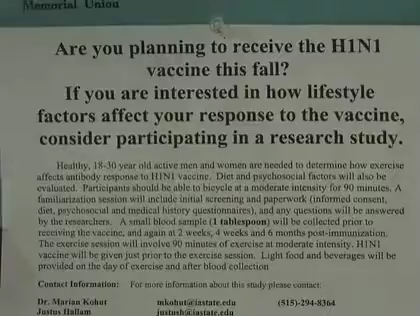 Memorial Union
Are you planning to receive the H1N1
vaccine this fall?
If you are interested in how lifestyle
factors affect your response to the vaccine,
consider participating in a research study.
Healthy, 18-30 year old active men and women are needed to determine how exercise
affects antibody response to H1N1 vaccine. Diet and psychosocial factors will also be
evaluated. Participants should be able to bicycle at a moderate intensity for 90 minutes. A
familiarization session will include initial screening and paperwork (informed consent,
diet, psychosocial and medical history questionnaires), and any questions will be answered
by the researchers. A small blood sample (1 tablespoon) will be collected prior to
receiving the vaccine, and again at 2 weeks, 4 weeks and 6 months post-immunization.
The exercise session will involve 90 minutes of exercise at moderate intensity. H1N1
vaccine will be given just prior to the exercise session. Light food and beverages will be
provided on the day of exercise and after blood collection
Contact Information: For more information about this study please contact:
Dr. Marian Kohut mkohut@iastate.edu (515)-294-8364
Justus Hallam justush@iastate.edu